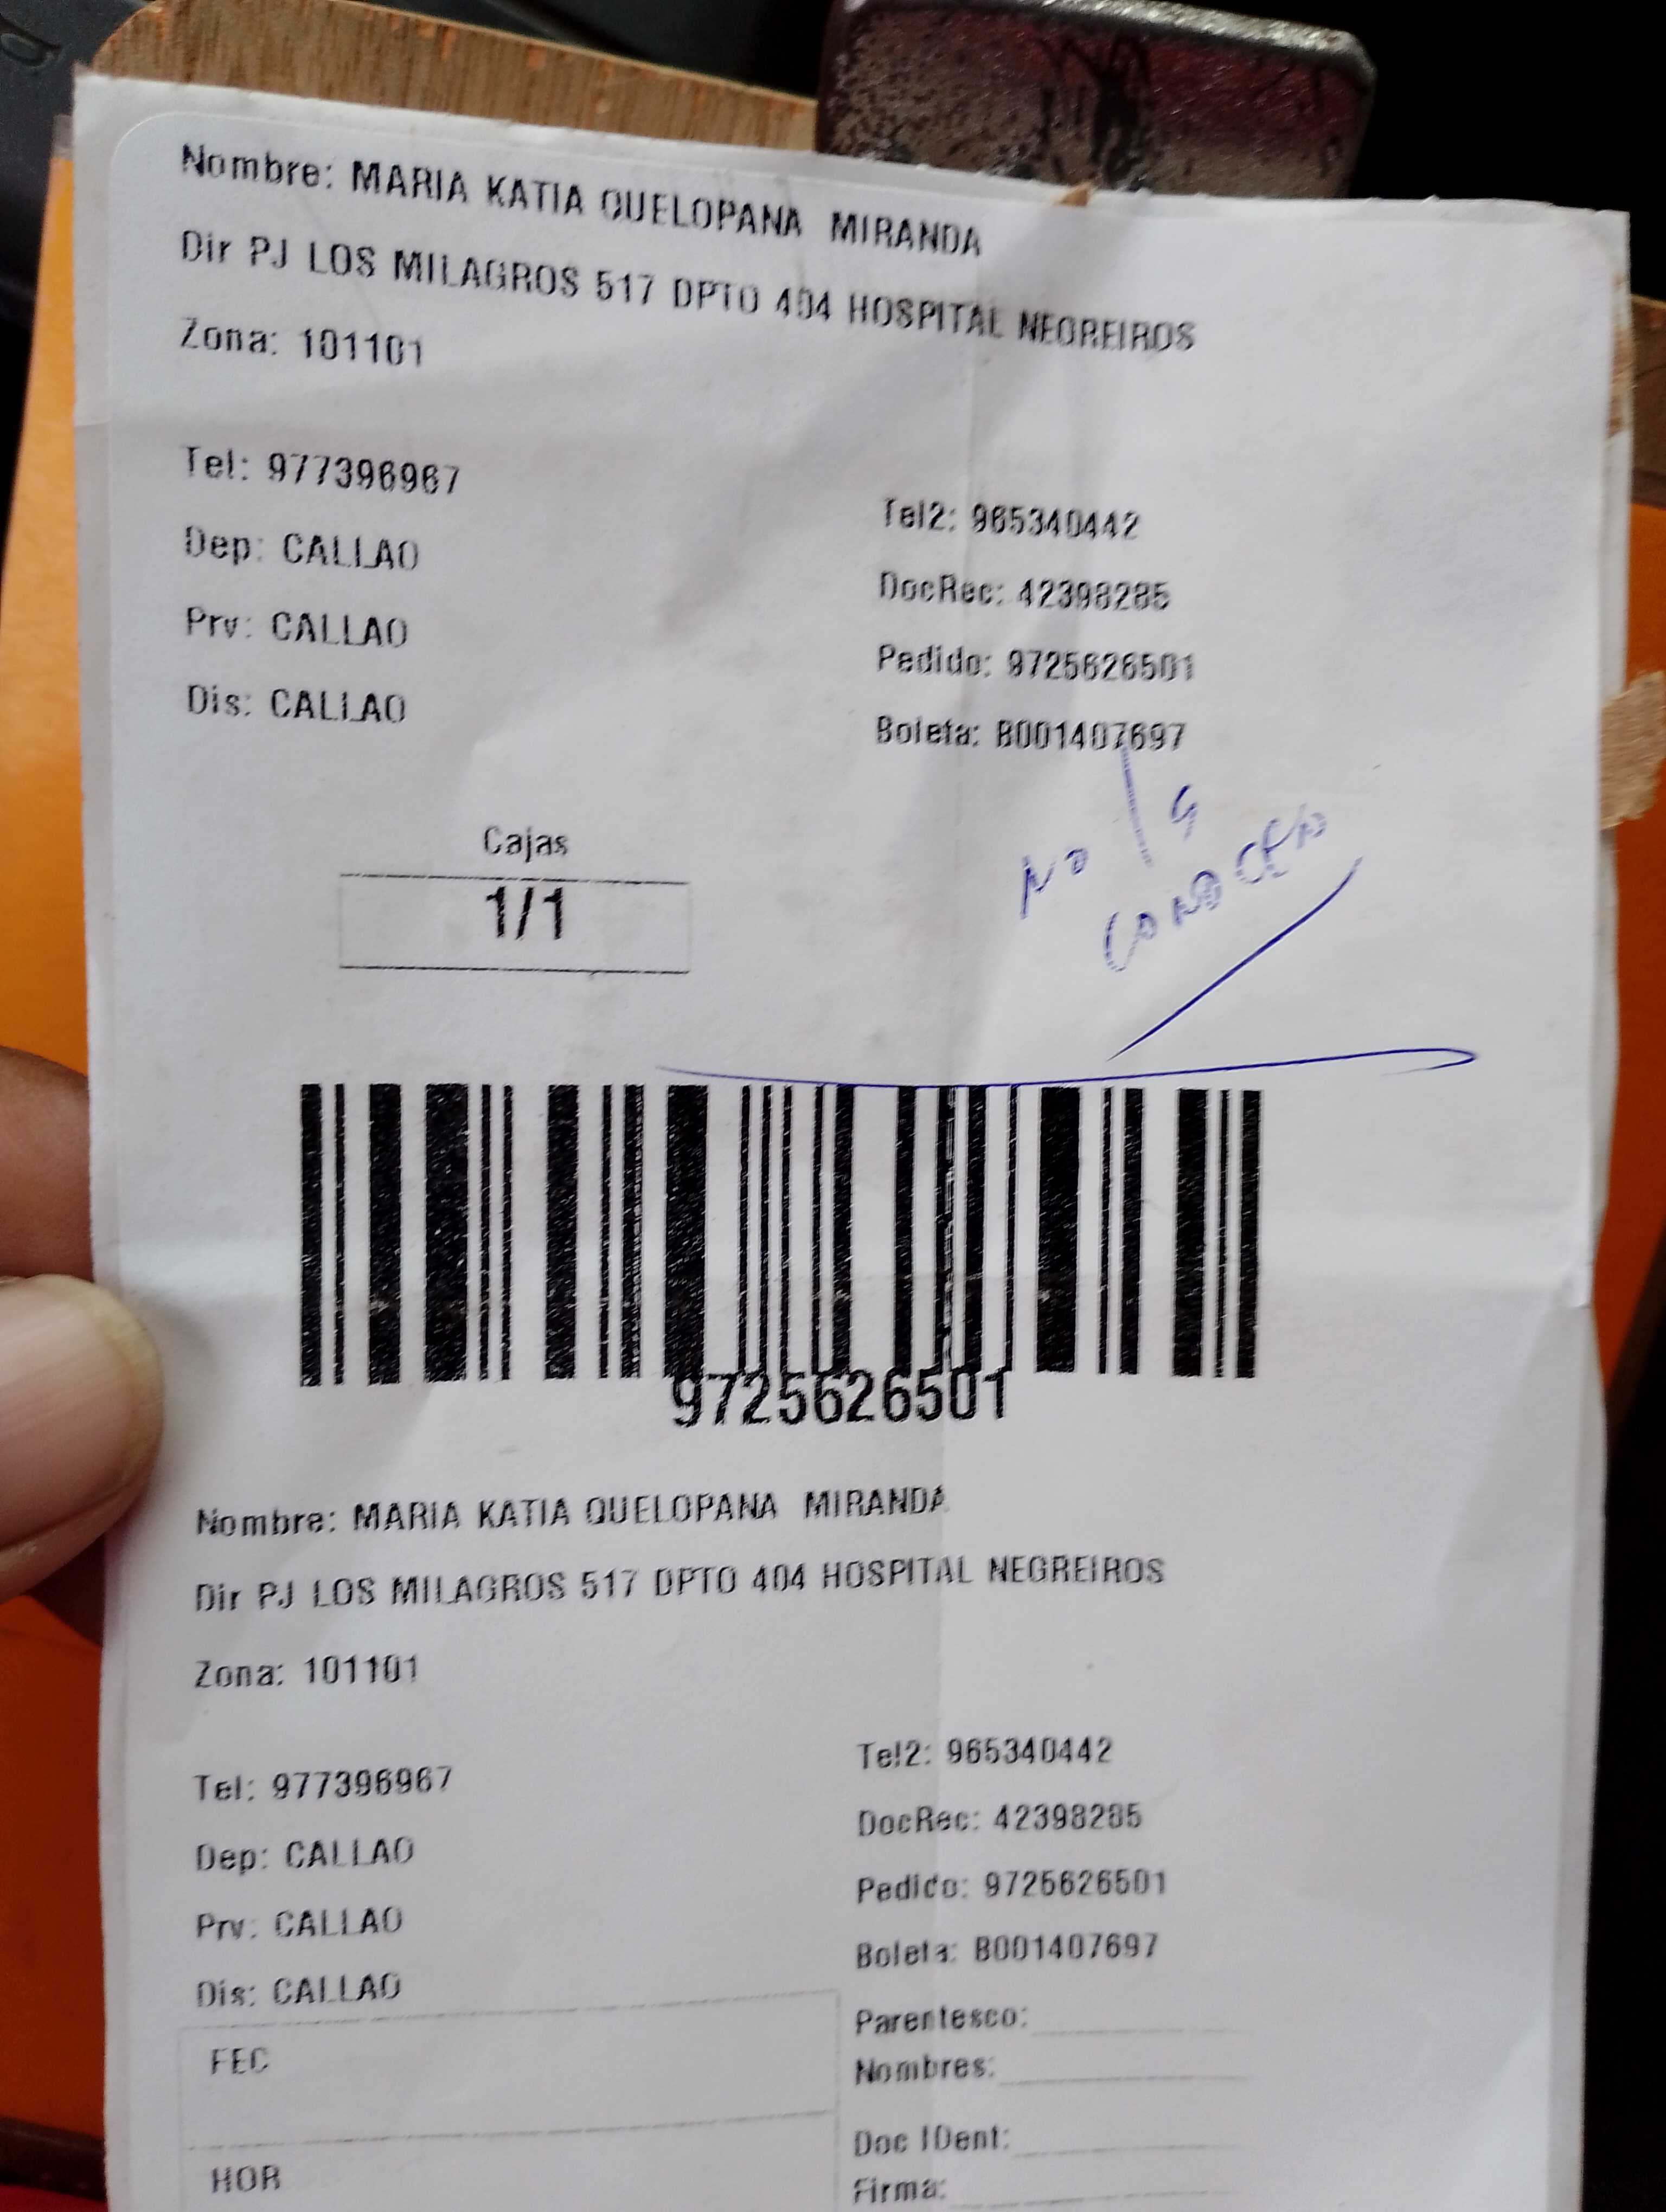 Nombre: MARIA KATIA QUELOPANA MIRANDA
Dir PJ LOS MILAGROS 517 DPTO 404 HOSPITAL NEGREIROS
Zona: 101101
Tel: 977396967
Tel2: 965340442
Dep: CALLAO
DocRec: 42398285
Prv: CALLAO
Pedido: 9725626501
Dis: CALLAO
Boleta: B001407697
Cajas
1/1
No
9725626501
Nombre: MARIA KATIA QUELOPANA MIRANDA
Dir PJ LOS MILAGROS 517 DPTO 404 HOSPITAL NEGREIROS
Zona: 101101
Tel: 977396967
Tel2: 965340442
Dep: CALLAO
DocRec: 42398285
Prv: CALLAO
Pedido: 9725626501
Dis: CALLAO
Boleta: B001407697
Parentesco:
FEC
Nombres:
Doc IDent:
HOR
Firma: